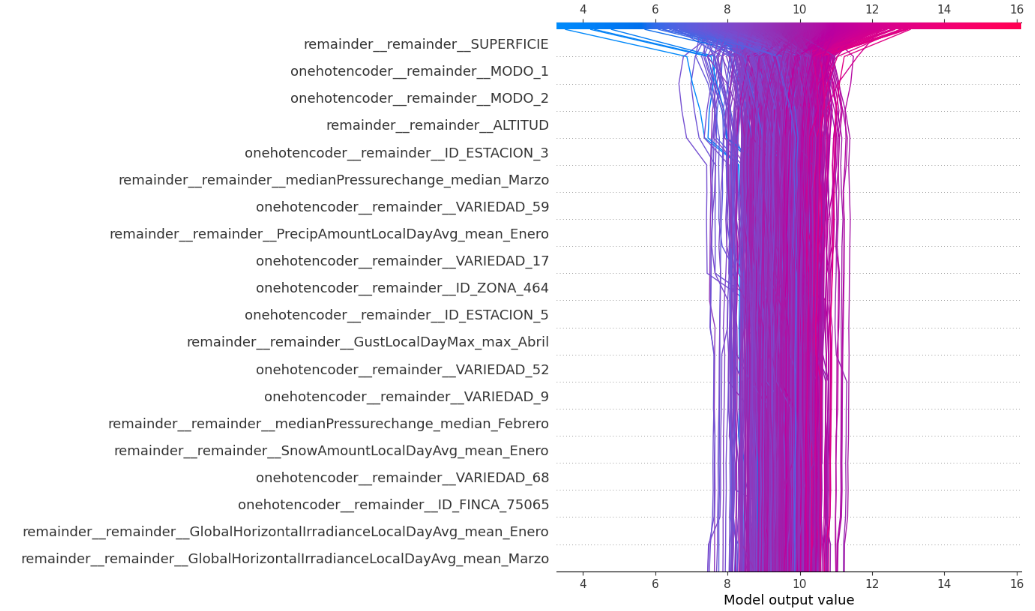 4 6 8 10 12 14 16
remainder__remainder__SUPERFICIE
onehotencoder__remainder__MODO_1
onehotencoder__remainder__MODO_2
remainder__remainder__ALTITUD
onehotencoder__remainder__ID_ESTACION_3
remainder__remainder__medianPressurechange_median_Marzo
onehotencoder__remainder__VARIEDAD_59
remainder__remainder__PrecipAmountLocalDayAvg_mean_Enero
onehotencoder__remainder__VARIEDAD_17
onehotencoder__remainder__ID_ZONA_464
onehotencoder__remainder__ID_ESTACION_5
remainder__remainder__GustLocalDayMax_max_Abril
onehotencoder__remainder__VARIEDAD_52
onehotencoder__remainder__VARIEDAD_9
remainder__remainder__medianPressurechange_median_Febrero
remainder__remainder__SnowAmountLocalDayAvg_mean_Enero
onehotencoder__remainder__VARIEDAD_68
onehotencoder__remainder__ID_FINCA_75065
remainder__remainder__GlobalHorizontalIrradianceLocalDayAvg_mean_Enero
remainder__remainder__GlobalHorizontalIrradianceLocalDayAvg_mean_Marzo
4 6 8 10 12 14 16
Model output value